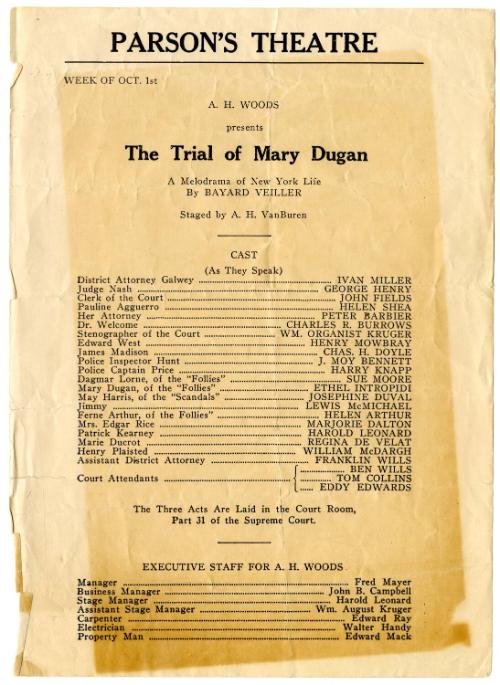 PARSON'S THEATRE
WEEK OF OCT. 1st
A. H. WOODS
presents
The Trial of Mary Dugan
A Melodrama of New York Life
By BAYARD VEILLER
Staged by A. H. VanBuren
CAST
(As They Speak)
District Attorney Galwey ........ IVAN MILLER
Judge Nash ........ GEORGE HENRY
Clerk of the Court ........ JOHN FIELDS
Pauline Agguerro ........ HELEN SHEA
Her Attorney ........ PETER BARBIER
Dr. Welcome ........ CHARLES R. BURROWS
Stenographer of the Court ........ WM. ORGANIST KRUGER
Edward West ........ HENRY MOWBRAY
James Madison ........ CHAS. H. DOYLE
Police Inspector Hunt ........ J. MOY BENNETT
Police Captain Price ........ HARRY KNAPP
Dagmar Lorne, of the "Follies" ........ SUE MOORE
Mary Dugan, of the "Follies" ........ ETHEL INTROPIDI
May Harris, of the "Scandals" ........ JOSEPHINE DUVAL
Jimmy ........ LEWIS McMICHAEL
Ferne Arthur, of the Follies" ........ HELEN ARTHUR
Mrs. Edgar Rice ........ MARJORIE DALTON
Patrick Kearney ........ HAROLD LEONARD
Marie Ducrot ........ REGINA DE VELAT
Henry Plaisted ........ WILLIAM McDARGH
Assistant District Attorney ........ FRANKLIN WILLS
........ BEN WILLS
Court Attendants ........ TOM COLLINS
........ EDDY EDWARDS
The Three Acts Are Laid in the Court Room,
Part 31 of the Supreme Court.
EXECUTIVE STAFF FOR A. H. WOODS
Manager ........ Fred Mayer
Business Manager ........ John B. Campbell
Stage Manager ........ Harold Leonard
Assistant Stage Manager ........ Wm. August Kruger
Carpenter ........ Edward Ray
Electrician ........ Walter Handy
Property Man ........ Edward Mack